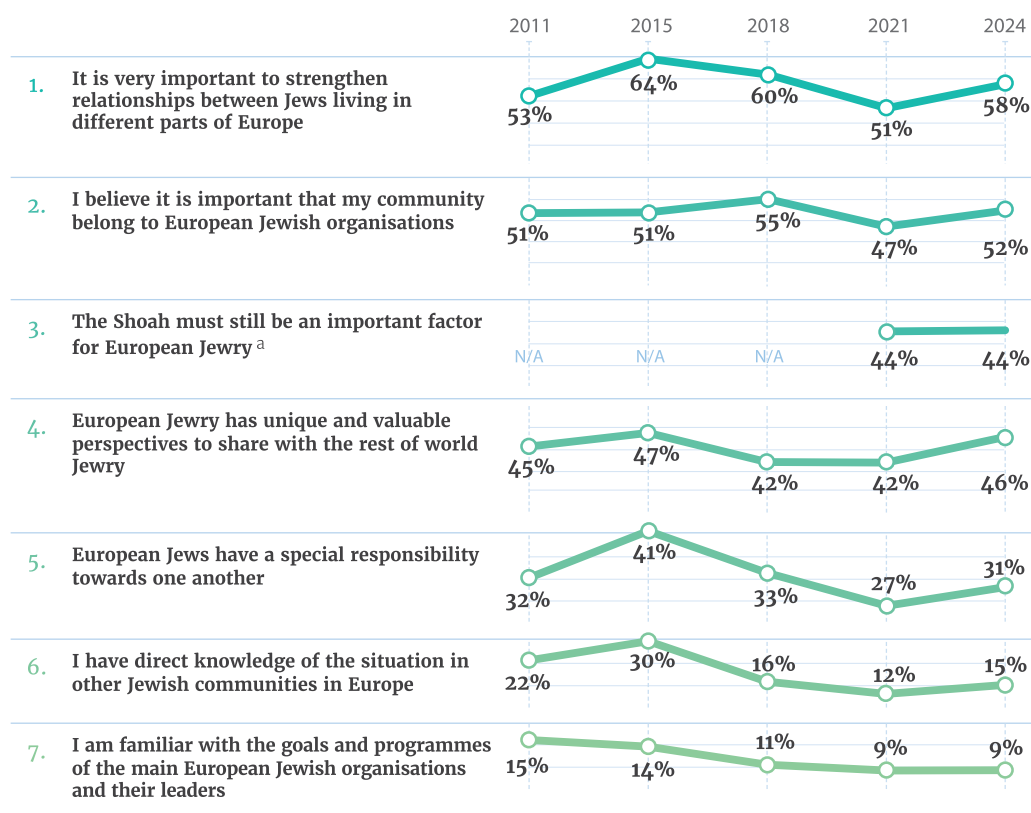 2011 2015 2018 2021 2024
1. It is very important to strengthen
relationships between Jews living in
different parts of Europe
53% 64% 60% 51% 58%
2. I believe it is important that my community
belong to European Jewish organisations
51% 51% 55% 47% 52%
3. The Shoah must still be an important factor
for European Jewry a
N/A N/A N/A 44% 44%
4. European Jewry has unique and valuable
perspectives to share with the rest of world
Jewry
45% 47% 42% 42% 46%
5. European Jews have a special responsibility
towards one another
32% 41% 33% 27% 31%
6. I have direct knowledge of the situation in
other Jewish communities in Europe
22% 30% 16% 12% 15%
7. I am familiar with the goals and programmes
of the main European Jewish organisations
and their leaders
15% 14% 11% 9% 9%